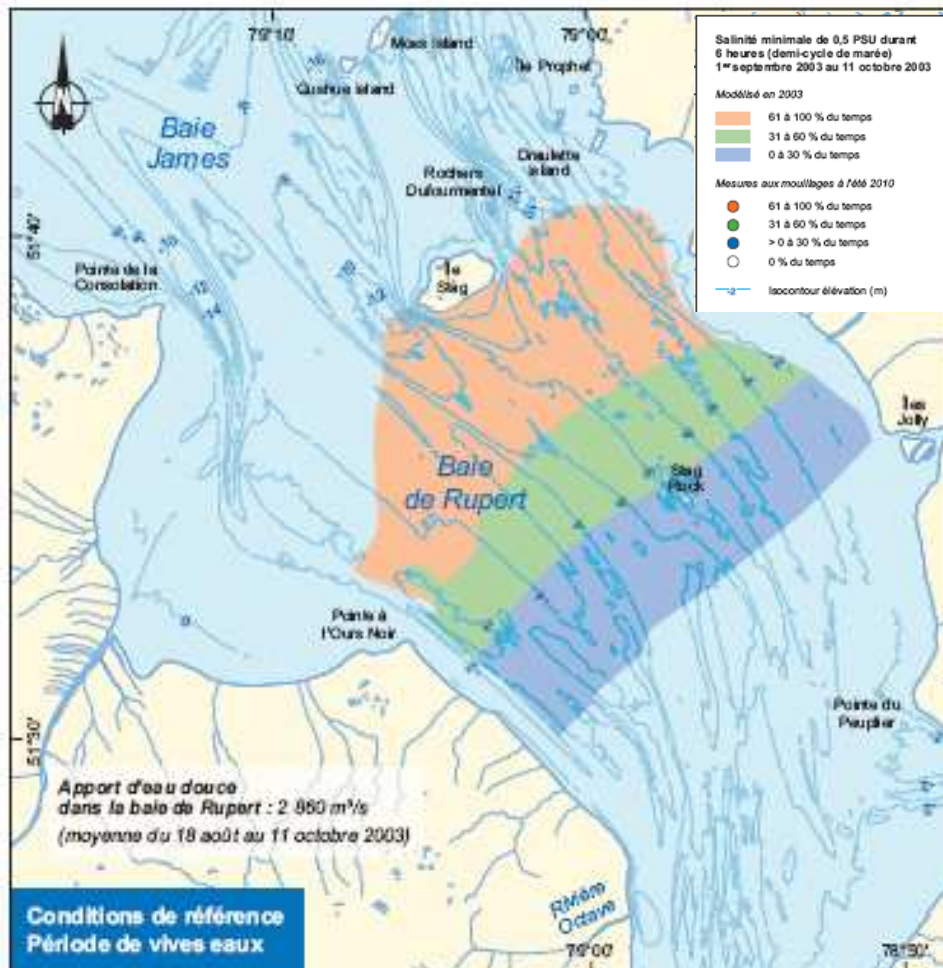 79°10'
79°00'
Moss Island
Gushue Island
Île Prophet
Baie
James
Rochers
Dufourmentel
Draulette
Island
51°40'
Pointe de la
Consolation
Île
Stag
Salinité minimale de 0,5 PSU durant
6 heures (demi-cycle de marée)
1er septembre 2003 au 11 octobre 2003
Modélisé en 2003
61 à 100 % du temps
31 à 60 % du temps
0 à 30 % du temps
Mesures aux mouillages à l'été 2010
61 à 100 % du temps
31 à 60 % du temps
> 0 à 30 % du temps
0 % du temps
-2 Isocontour élévation (m)
-10
-12
-14
Îles
Jolly
Baie
de Rupert
Stag
Rock
Pointe à
l'Ours Noir
Pointe du
Peuplier
51°30'
Apport d'eau douce
dans la baie de Rupert : 2 860 m³/s
(moyenne du 18 août au 11 octobre 2003)
Rivière
Octave
Conditions de référence
Période de vives eaux
79°00'
78°50'